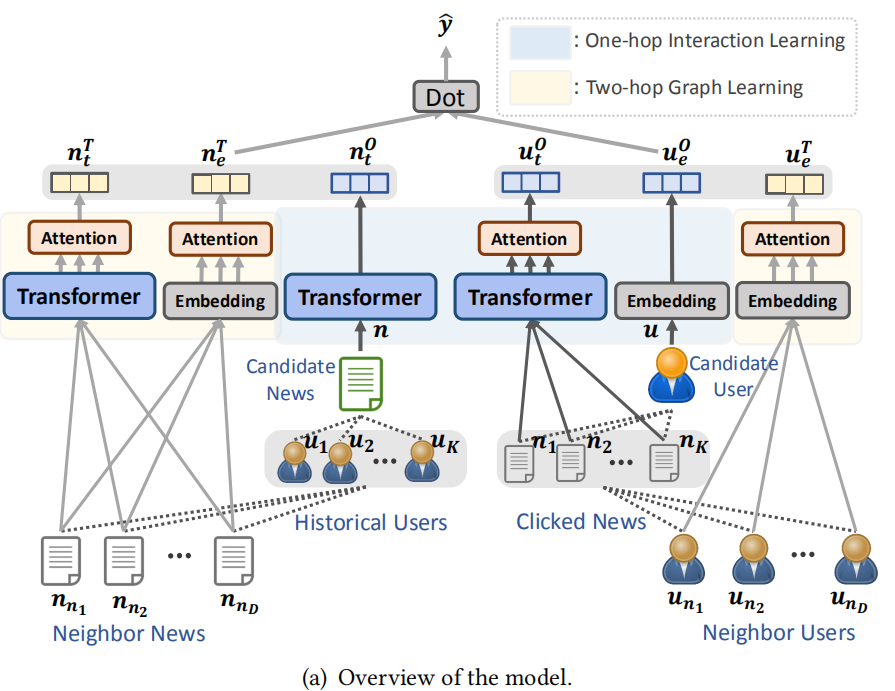 ŷ
: One-hop Interaction Learning
: Two-hop Graph Learning
Dot
n_t^T n_e^T n_t^O u_t^O u_e^O u_e^T
Attention Attention Attention Attention
Transformer Embedding Transformer Transformer Embedding Embedding
n u
Candidate News
Candidate User
u_1 u_2 ... u_K
n_1 n_2 ... n_K
Historical Users Clicked News
... ...
n_{n_1} n_{n_2} n_{n_D} u_{n_1} u_{n_2} u_{n_D}
Neighbor News Neighbor Users
(a) Overview of the model.